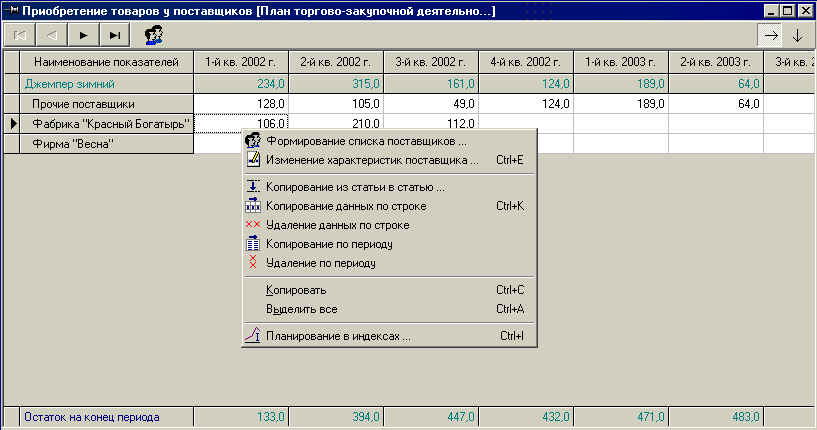 Приобретение товаров у поставщиков [План торгово-закупочной деятельно...]
Наименование показателей 1-й кв. 2002 г. 2-й кв. 2002 г. 3-й кв. 2002 г. 4-й кв. 2002 г. 1-й кв. 2003 г. 2-й кв. 2003 г. 3-й кв. 2
Джемпер зимний 234,0 315,0 161,0 124,0 189,0 64,0
Прочие поставщики 128,0 105,0 49,0 124,0 189,0 64,0
Фабрика "Красный Богатырь" 106,0 210,0 112,0
Фирма "Весна"
Формирование списка поставщиков ...
Изменение характеристик поставщика ... Ctrl+E
Копирование из статьи в статью ...
Копирование данных по строке Ctrl+K
Удаление данных по строке
Копирование по периоду
Удаление по периоду
Копировать Ctrl+C
Выделить все Ctrl+A
Планирование в индексах ... Ctrl+I
Остаток на конец периода 133,0 394,0 447,0 432,0 471,0 483,0